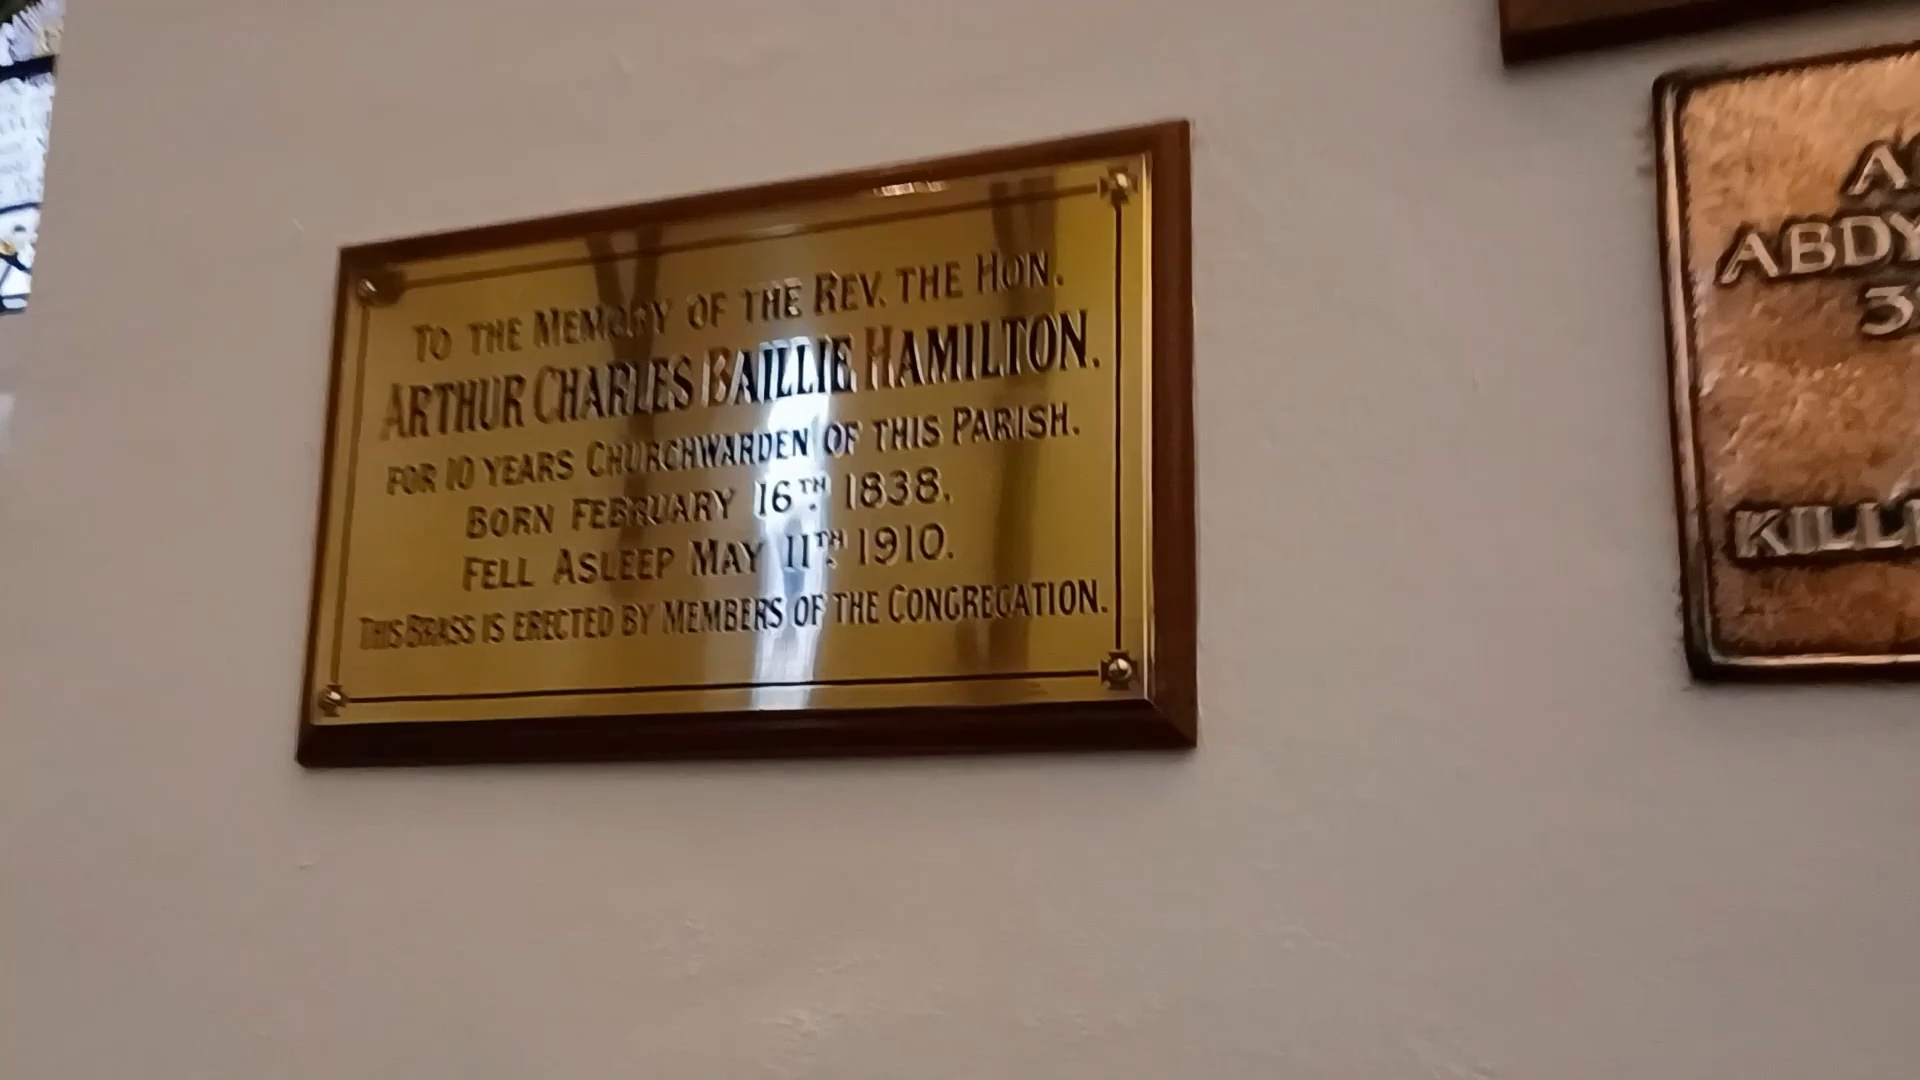 TO THE MEMORY OF THE REV. THE HON.
ARTHUR CHARLES BAILLIE HAMILTON.
FOR 10 YEARS CHURCHWARDEN OF THIS PARISH.
BORN FEBRUARY 16TH. 1838.
FELL ASLEEP MAY 11TH. 1910.
THIS BRASS IS ERECTED BY MEMBERS OF THE CONGREGATION.
ABDY
KILL